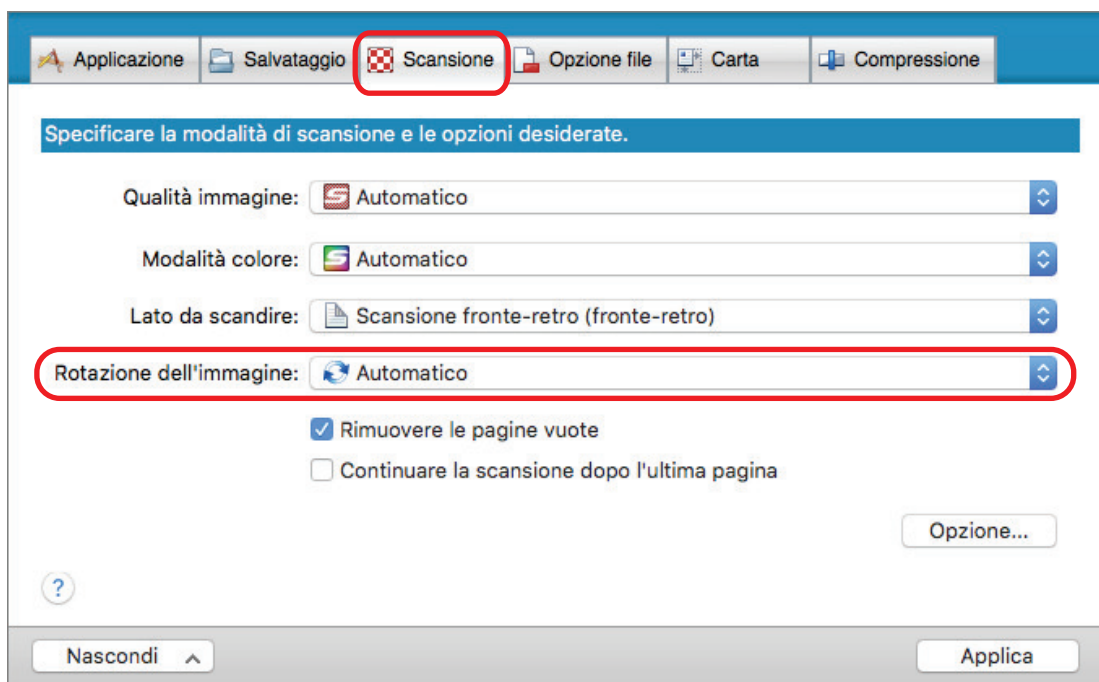 Applicazione Salvataggio Scansione Opzione file Carta Compressione
Specificare la modalità di scansione e le opzioni desiderate.
Qualità immagine: Automatico
Modalità colore: Automatico
Lato da scandire: Scansione fronte-retro (fronte-retro)
Rotazione dell'immagine: Automatico
Rimuovere le pagine vuote
Continuare la scansione dopo l'ultima pagina
Opzione...
?
Nascondi Applica